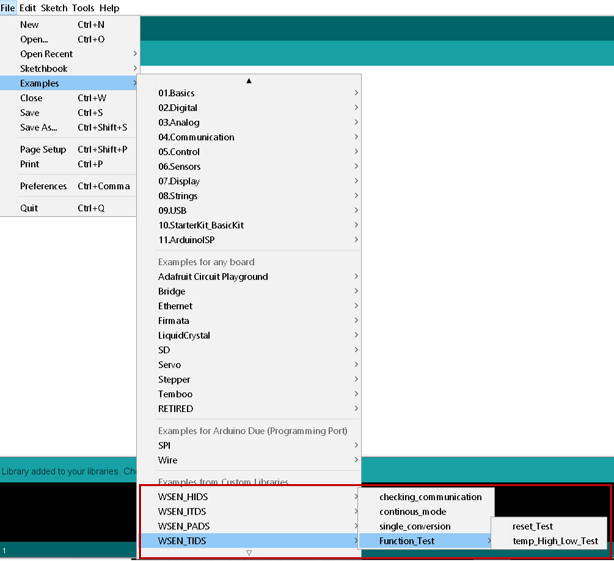 File Edit Sketch Tools Help
New Ctrl+N
Open... Ctrl+O
Open Recent
Sketchbook
Examples
Close Ctrl+W
Save Ctrl+S
Save As... Ctrl+Shift+S
Page Setup Ctrl+Shift+P
Print Ctrl+P
Preferences Ctrl+Comma
Quit Ctrl+Q
01.Basics
02.Digital
03.Analog
04.Communication
05.Control
06.Sensors
07.Display
08.Strings
09.USB
10.StarterKit_BasicKit
11.ArduinoISP
Examples for any board
Adafruit Circuit Playground
Bridge
Ethernet
Firmata
LiquidCrystal
SD
Servo
Stepper
Temboo
RETIRED
Examples for Arduino Due (Programming Port)
SPI
Wire
Examples from Custom Libraries
WSEN_HIDS
WSEN_ITDS
WSEN_PADS
WSEN_TIDS
checking_communication
continous_mode
single_conversion
Function_Test
reset_Test
temp_High_Low_Test
Library added to your libraries. Che
1